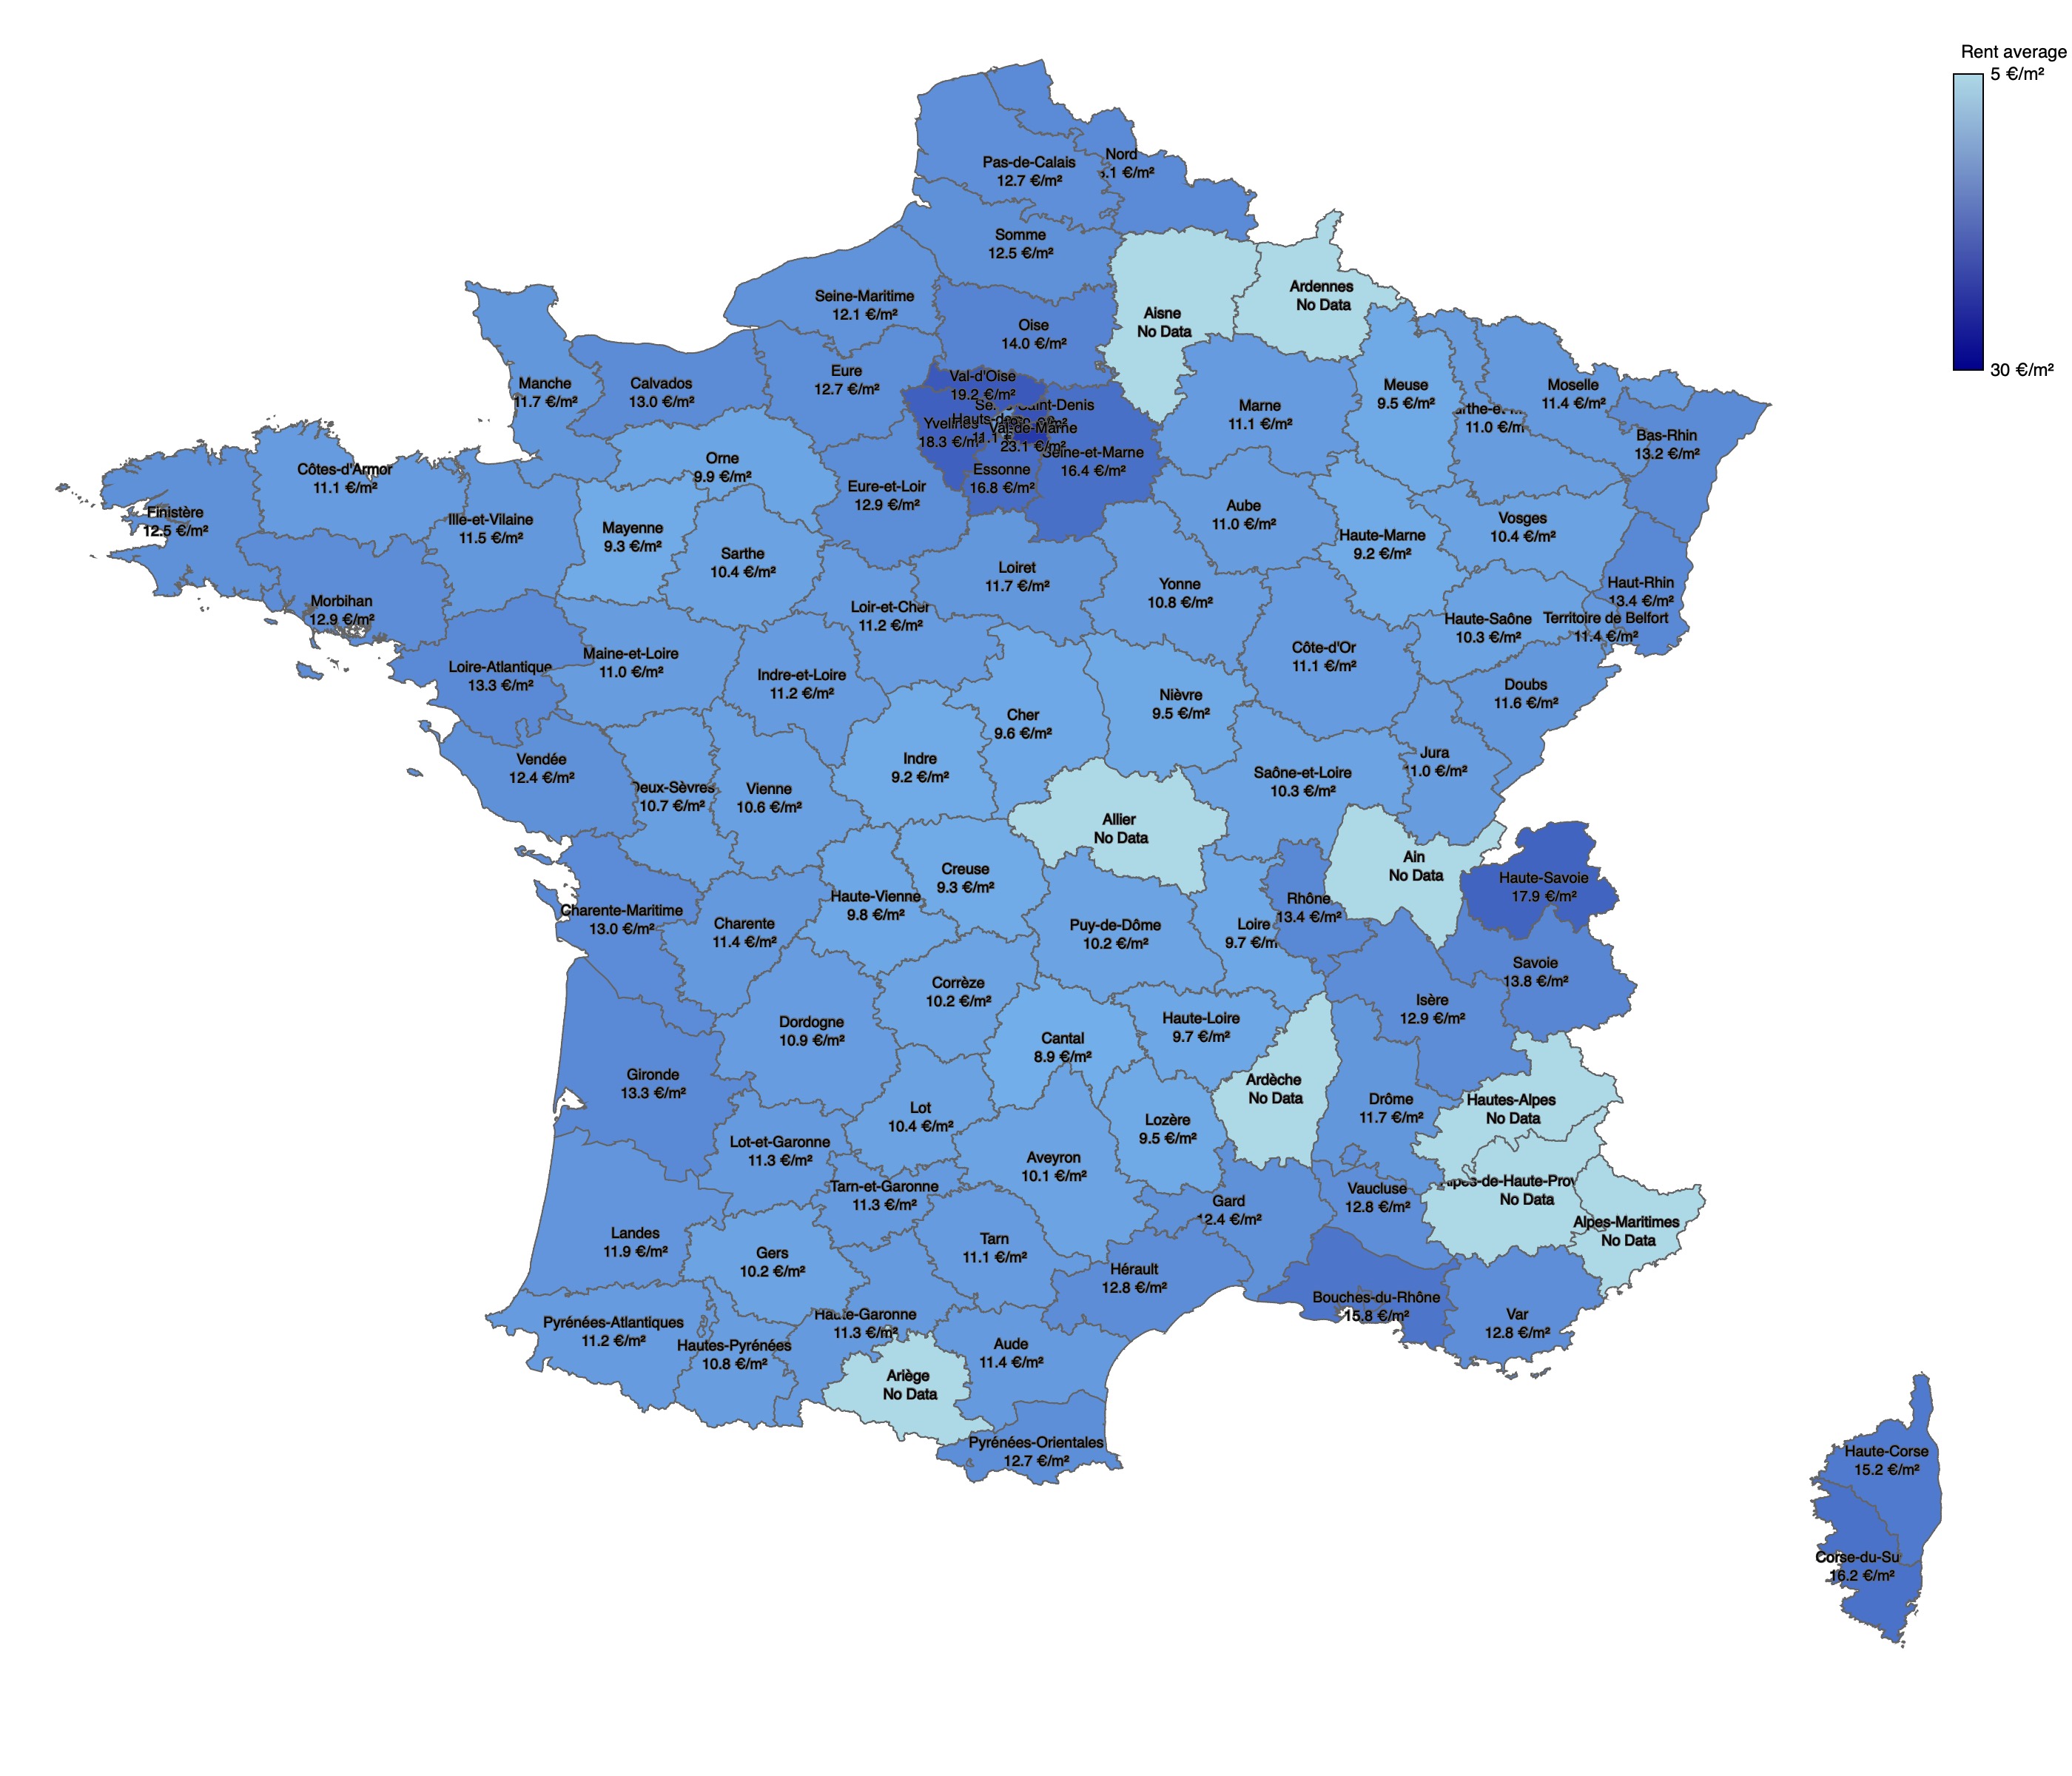 Rent average
5 €/m²
30 €/m²
Pas-de-Calais
12.7 €/m²
Nord
.1 €/m²
Somme
12.5 €/m²
Ardennes
No Data
Aisne
No Data
Seine-Maritime
12.1 €/m²
Oise
14.0 €/m²
Eure
12.7 €/m²
Manche
11.7 €/m²
Calvados
13.0 €/m²
Val-d'Oise
19.2 €/m²
Saint-Denis
Yvelines
18.3 €/m²
Val-de-Marne
23.1 €/m²
Seine-et-Marne
16.4 €/m²
Essonne
16.8 €/m²
Marne
11.1 €/m²
Meuse
9.5 €/m²
11.0 €/m
Moselle
11.4 €/m²
Bas-Rhin
13.2 €/m²
Côtes-d'Armor
11.1 €/m²
Orne
9.9 €/m²
Eure-et-Loir
12.9 €/m²
Finistère
12.5 €/m²
Ille-et-Vilaine
11.5 €/m²
Mayenne
9.3 €/m²
Sarthe
10.4 €/m²
Aube
11.0 €/m²
Haute-Marne
9.2 €/m²
Vosges
10.4 €/m²
Haut-Rhin
13.4 €/m²
Morbihan
12.9 €/m²
Loiret
11.7 €/m²
Yonne
10.8 €/m²
Loir-et-Cher
11.2 €/m²
Haute-Saône
10.3 €/m²
Territoire de Belfort
11.4 €/m²
Loire-Atlantique
13.3 €/m²
Maine-et-Loire
11.0 €/m²
Indre-et-Loire
11.2 €/m²
Côte-d'Or
11.1 €/m²
Doubs
11.6 €/m²
Cher
9.6 €/m²
Nièvre
9.5 €/m²
Vendée
12.4 €/m²
Deux-Sèvres
10.7 €/m²
Vienne
10.6 €/m²
Indre
9.2 €/m²
Saône-et-Loire
10.3 €/m²
Jura
11.0 €/m²
Allier
No Data
Ain
No Data
Haute-Savoie
17.9 €/m²
Creuse
9.3 €/m²
Haute-Vienne
9.8 €/m²
Charente-Maritime
13.0 €/m²
Charente
11.4 €/m²
Puy-de-Dôme
10.2 €/m²
Loire
9.7 €/m
Rhône
13.4 €/m²
Savoie
13.8 €/m²
Corrèze
10.2 €/m²
Isère
12.9 €/m²
Dordogne
10.9 €/m²
Cantal
8.9 €/m²
Haute-Loire
9.7 €/m²
Gironde
13.3 €/m²
Ardèche
No Data
Drôme
11.7 €/m²
Hautes-Alpes
No Data
Lot
10.4 €/m²
Lozère
9.5 €/m²
Lot-et-Garonne
11.3 €/m²
Aveyron
10.1 €/m²
Tarn-et-Garonne
11.3 €/m²
Gard
12.4 €/m²
Vaucluse
12.8 €/m²
Alpes-de-Haute-Prov
No Data
Alpes-Maritimes
No Data
Landes
11.9 €/m²
Gers
10.2 €/m²
Tarn
11.1 €/m²
Hérault
12.8 €/m²
Bouches-du-Rhône
15.8 €/m²
Var
12.8 €/m²
Pyrénées-Atlantiques
11.2 €/m²
Hautes-Pyrénées
10.8 €/m²
Haute-Garonne
11.3 €/m²
Aude
11.4 €/m²
Ariège
No Data
Pyrénées-Orientales
12.7 €/m²
Haute-Corse
15.2 €/m²
Corse-du-Su
16.2 €/m²